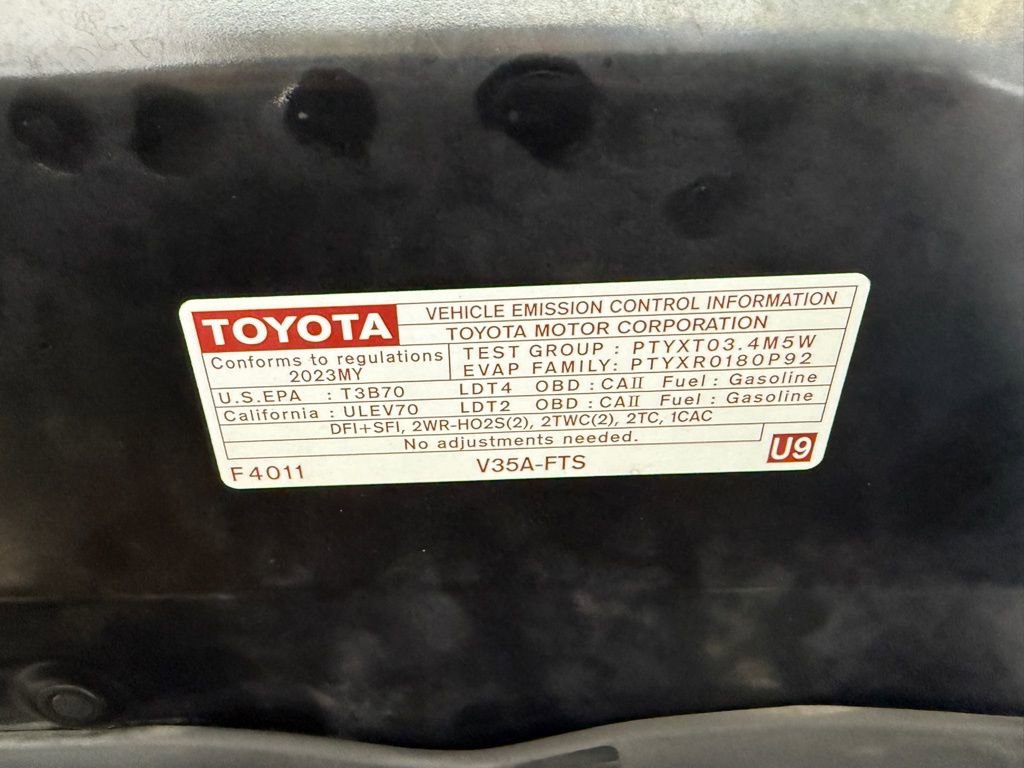 TOYOTA
VEHICLE EMISSION CONTROL INFORMATION
TOYOTA MOTOR CORPORATION
Conforms to regulations
2023MY
TEST GROUP : PTYXT03.4M5W
EVAP FAMILY: PTYXR0180P92
U.S.EPA : T3B70 LDT4 OBD : CAII Fuel : Gasoline
California : ULEV70 LDT2 OBD : CAII Fuel : Gasoline
DFI+SFI, 2WR-HO2S(2), 2TWC(2), 2TC, 1CAC
No adjustments needed.
F4011 V35A-FTS U9